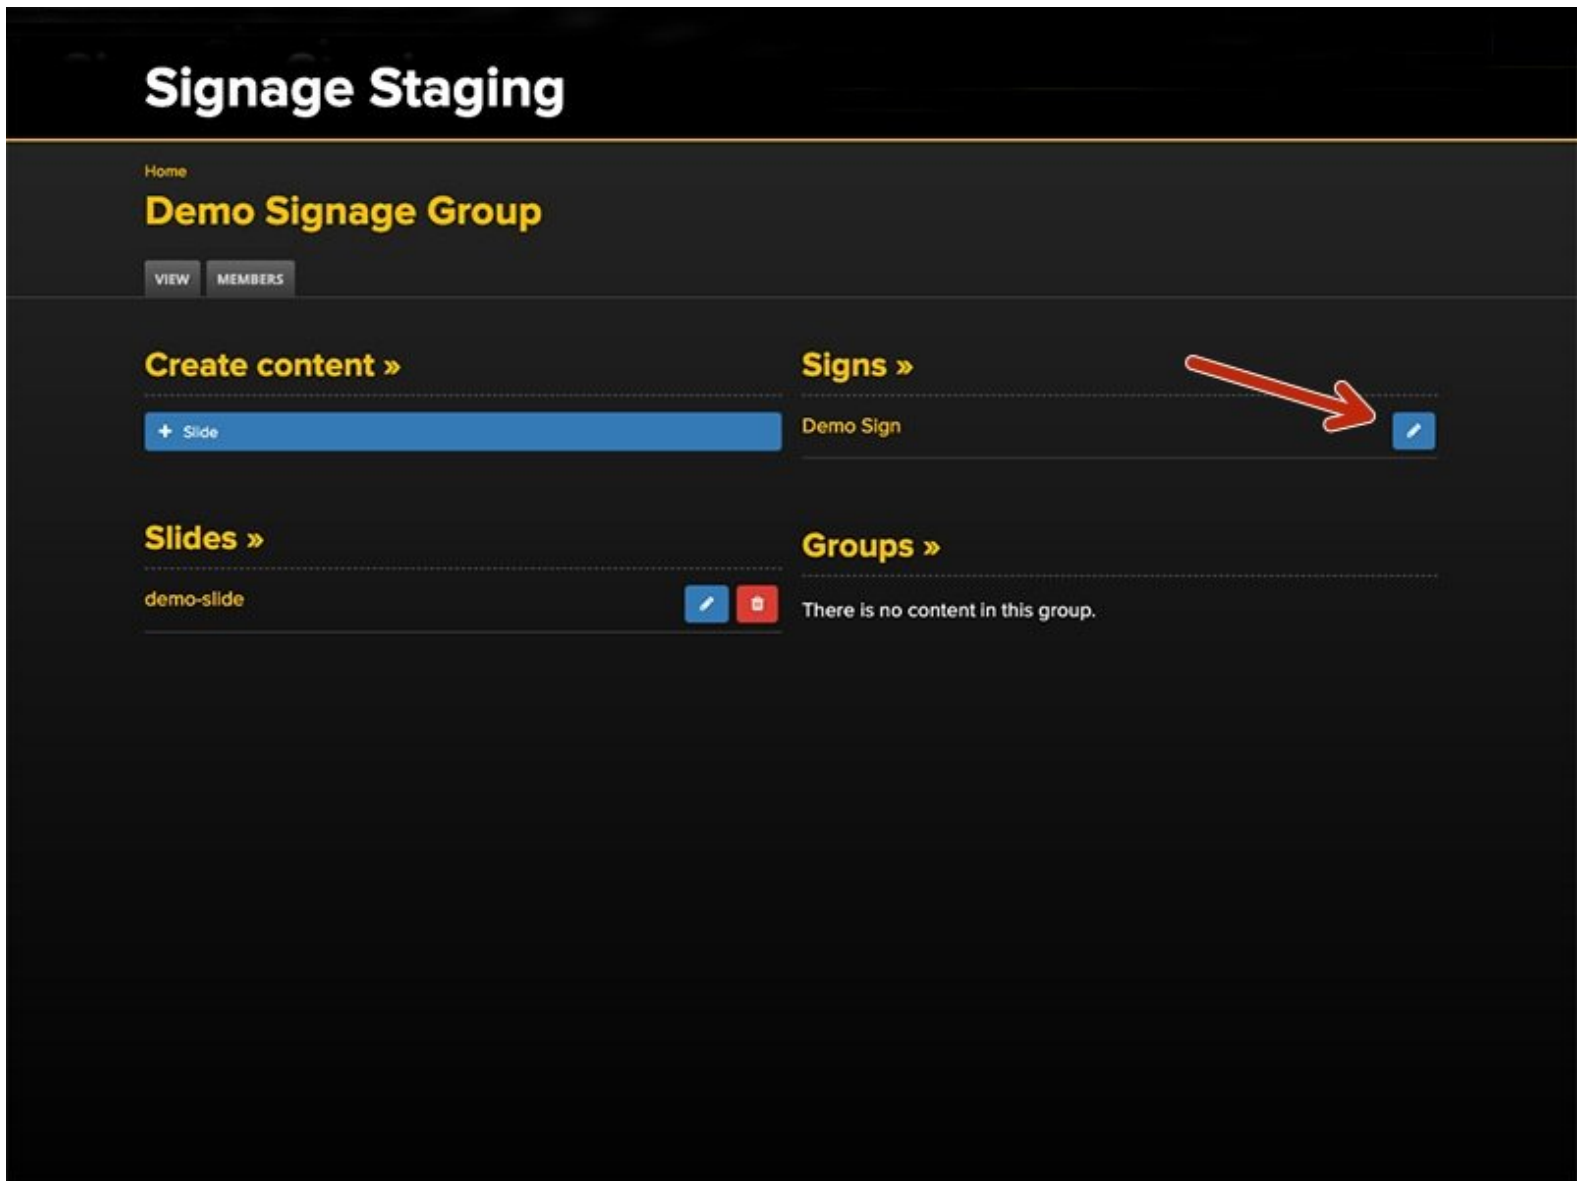 Signage Staging
Home
Demo Signage Group
VIEW MEMBERS
Create content »
+ Slide
Signs »
Demo Sign
Slides »
demo-slide
Groups »
There is no content in this group.